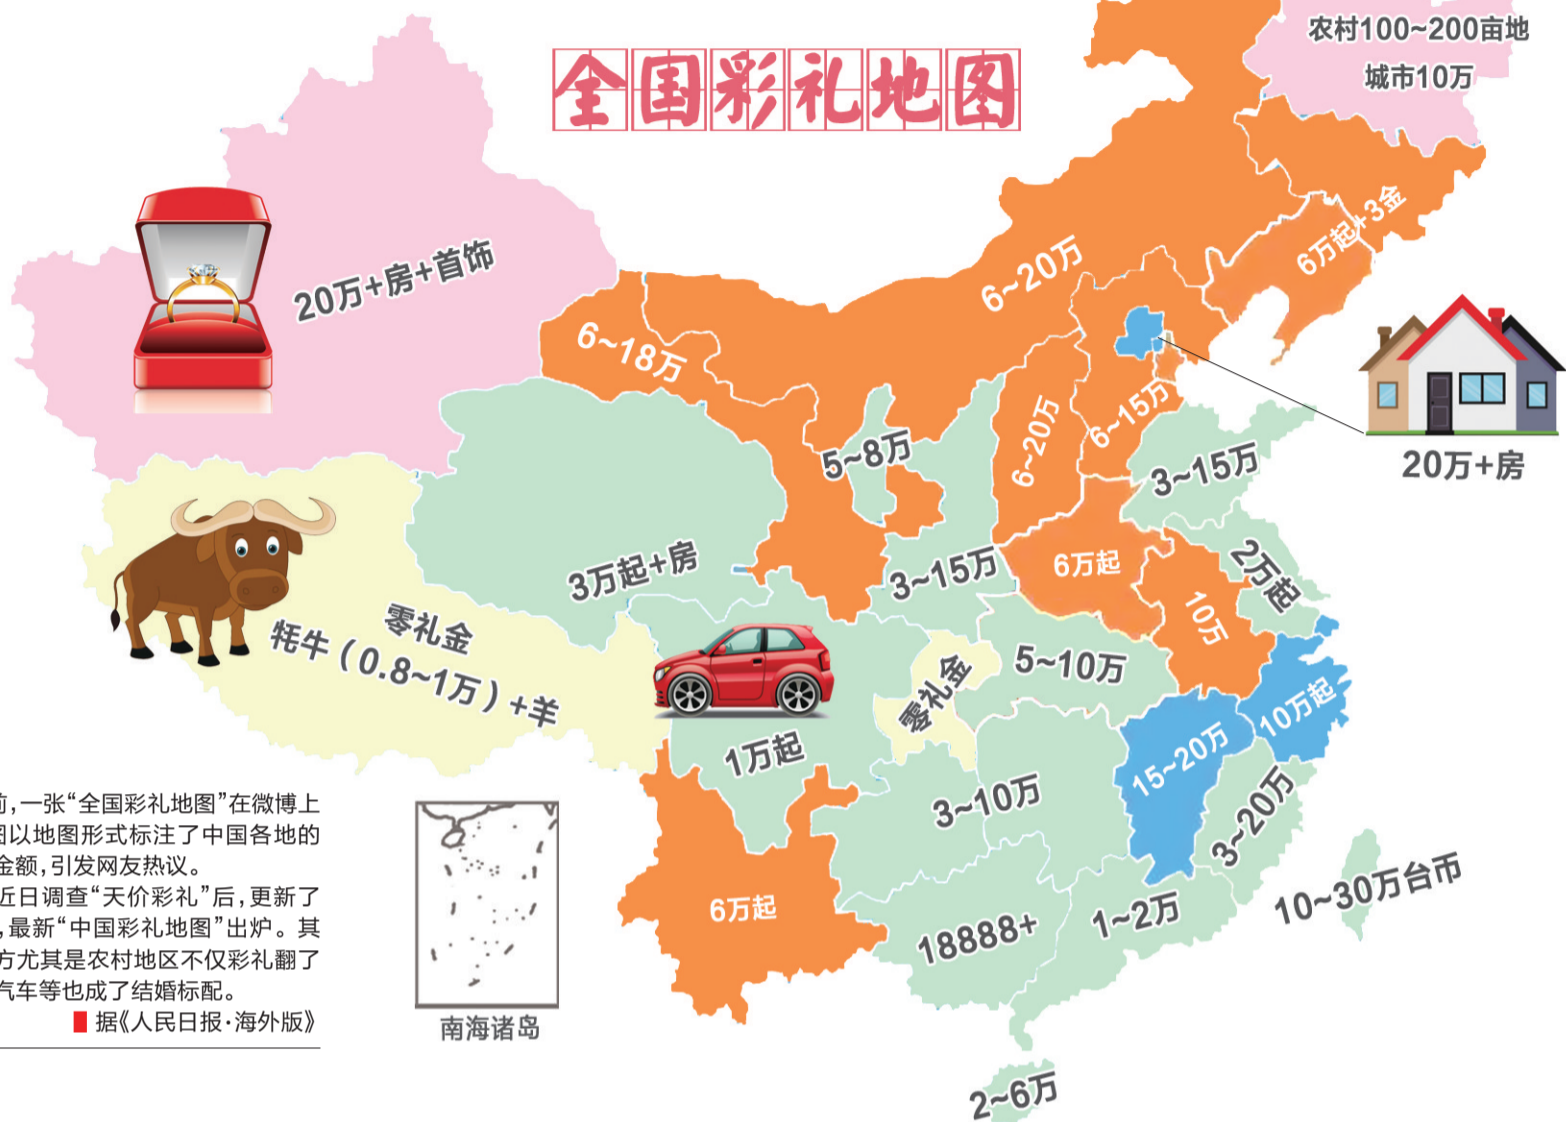 全国彩礼地图
农村100~200亩地
城市10万
20万+房+首饰
6~20万
6万起+3金
6~18万
5~8万
6~20万
6~15万
20万+房
3~15万
3万起+房
3~15万
6万起
2万起
零礼金
牦牛（0.8~1万）+羊
10万
零礼金
5~10万
10万起
1万起
15~20万
3~10万
3~20万
6万起
18888+
1~2万
10~30万台币
2~6万
南海诸岛
前，一张“全国彩礼地图”在微博上
图以地图形式标注了中国各地的
金额，引发网友热议。
近日调查“天价彩礼”后，更新了
，最新“中国彩礼地图”出炉。其
方尤其是农村地区不仅彩礼翻了
汽车等也成了结婚标配。
据《人民日报·海外版》